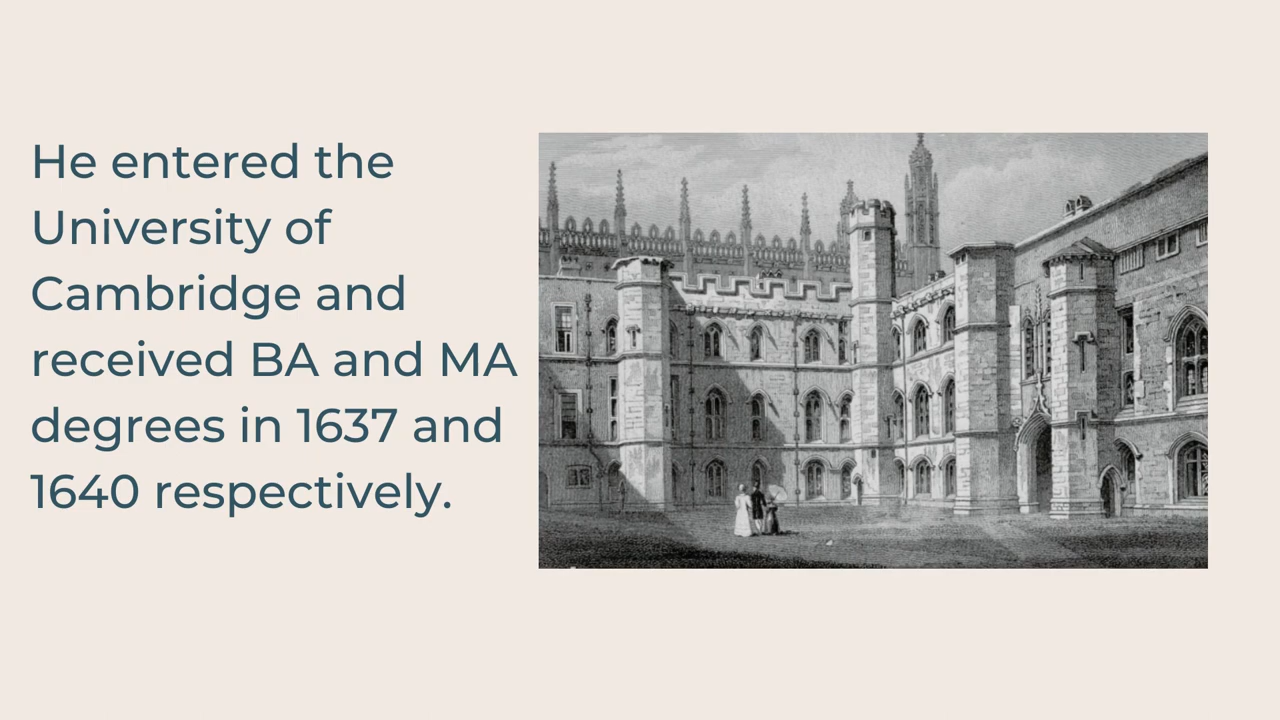 He entered the
University of
Cambridge and
received BA and MA
degrees in 1637 and
1640 respectively.